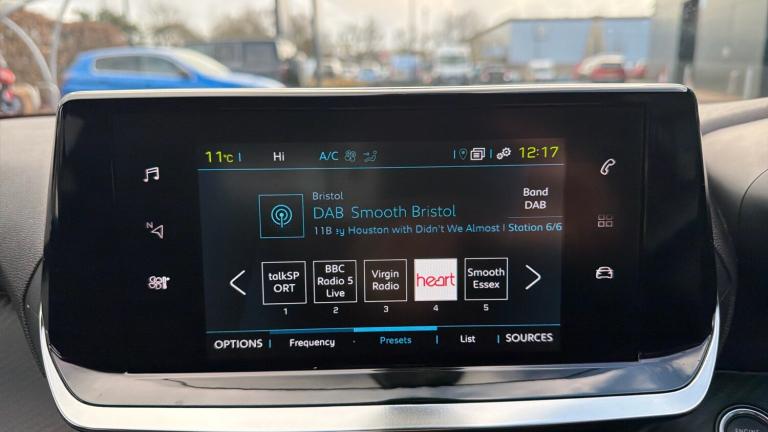 11°C Hi A/C 12:17
Bristol
DAB Smooth Bristol
Band
DAB
11B :y Houston with Didn't We Almost | Station 6/6
N
talkSP
ORT
BBC
Radio 5
Live
Virgin
Radio
heart
Smooth
Essex
1 2 3 4 5
OPTIONS Frequency Presets List SOURCES
ENGINE